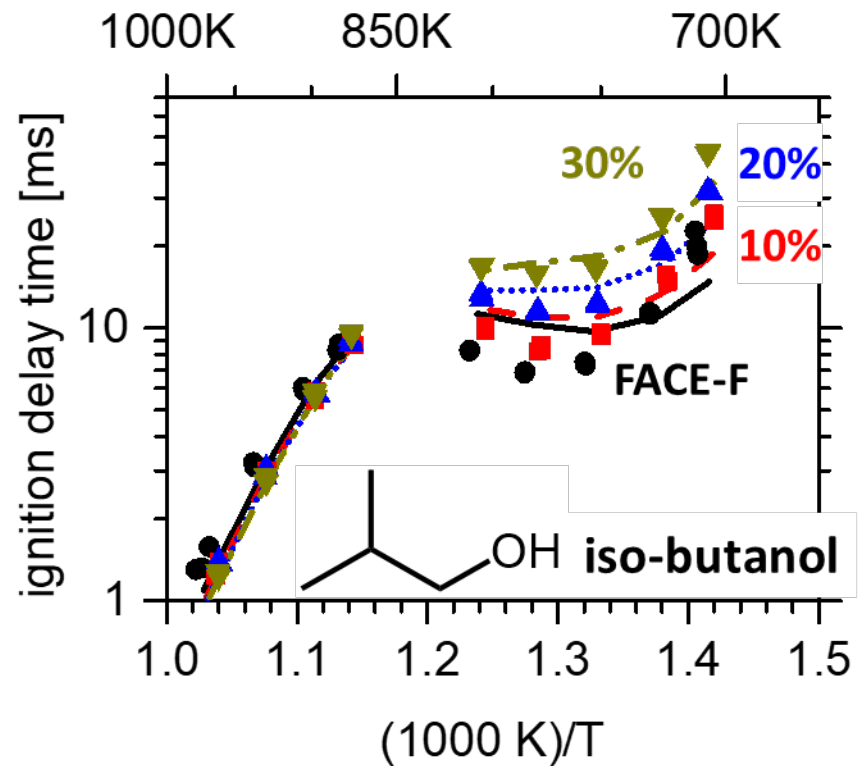 1000K 850K 700K
ignition delay time [ms]
30% 20%
10%
10
FACE-F
OH iso-butanol
1
1.0 1.1 1.2 1.3 1.4 1.5
(1000 K)/T